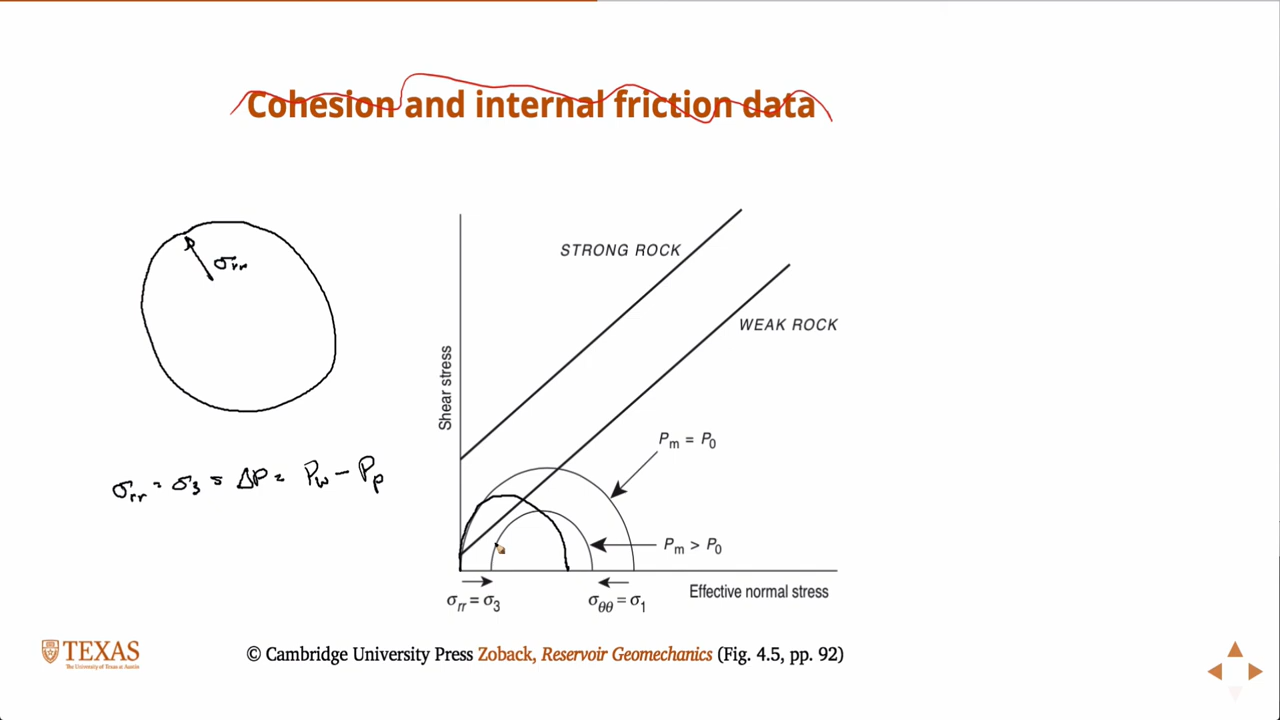 Cohesion and internal friction data
σrr
σrr = σ3 = ΔP = Pw - Pp
STRONG ROCK
WEAK ROCK
Shear stress
Pm = P0
Pm > P0
σrr = σ3
σθθ = σ1
Effective normal stress
TEXAS
The University of Texas at Austin
© Cambridge University Press Zoback, Reservoir Geomechanics (Fig. 4.5, pp. 92)